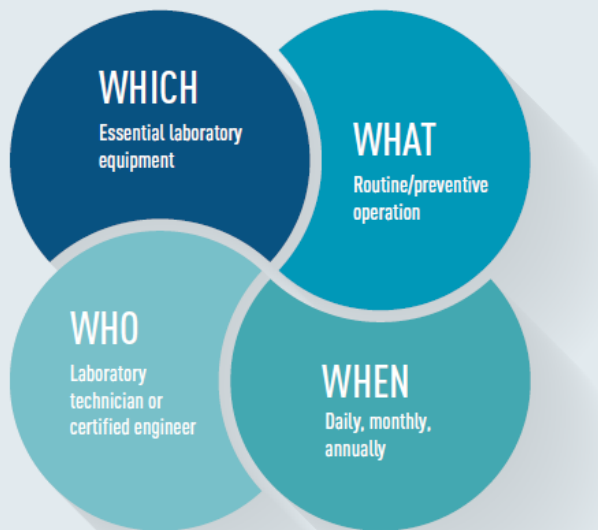 WHICH
Essential laboratory
equipment
WHAT
Routine/preventive
operation
WHO
Laboratory
technician or
certified engineer
WHEN
Daily, monthly,
annually